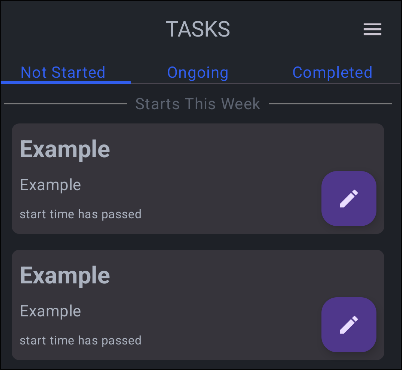 TASKS
Not Started Ongoing Completed
Starts This Week
Example
Example
start time has passed
Example
Example
start time has passed